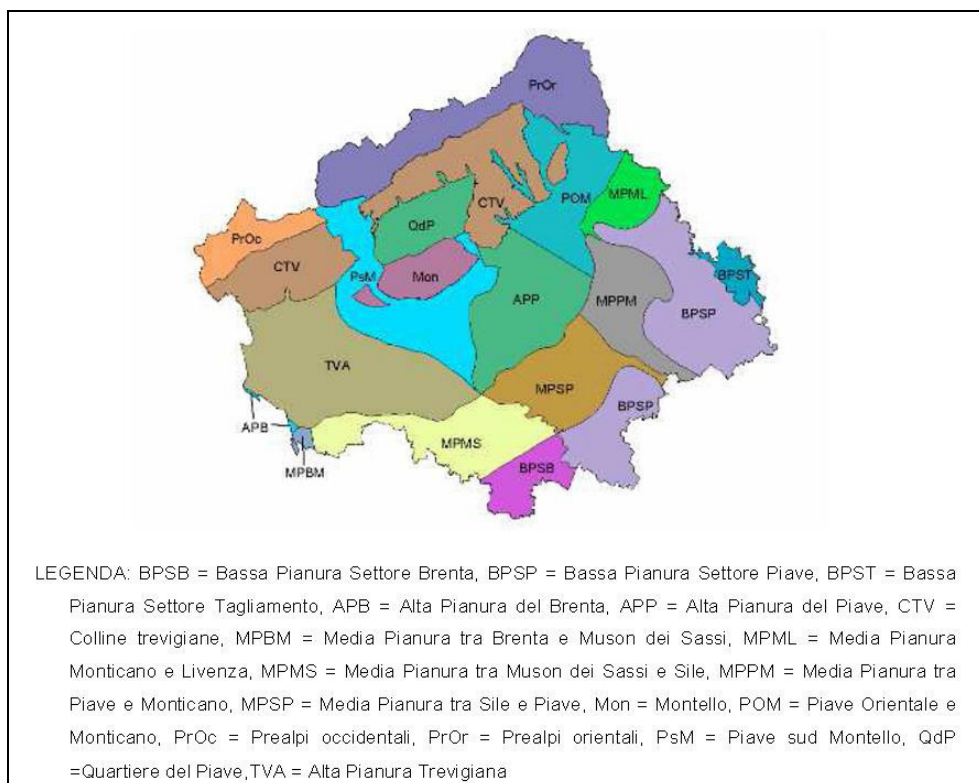 PrOr
MPML
POM
CTV
QdP
PrOc
CTV
PsM
Mon
BPST
APP
MPPM
BPSP
TVA
MPSP
BPSP
APB
MPMS
MPBM
BPSB
LEGENDA: BPSB = Bassa Pianura Settore Brenta, BPSP = Bassa Pianura Settore Piave, BPST = Bassa
Pianura Settore Tagliamento, APB = Alta Pianura del Brenta, APP = Alta Pianura del Piave, CTV =
Colline trevigiane, MPBM = Media Pianura tra Brenta e Muson dei Sassi, MPML = Media Pianura
Monticano e Livenza, MPMS = Media Pianura tra Muson dei Sassi e Sile, MPPM = Media Pianura tra
Piave e Monticano, MPSP = Media Pianura tra Sile e Piave, Mon = Montello, POM = Piave Orientale e
Monticano, PrOc = Prealpi occidentali, PrOr = Prealpi orientali, PsM = Piave sud Montello, QdP
=Quartiere del Piave,TVA = Alta Pianura Trevigiana